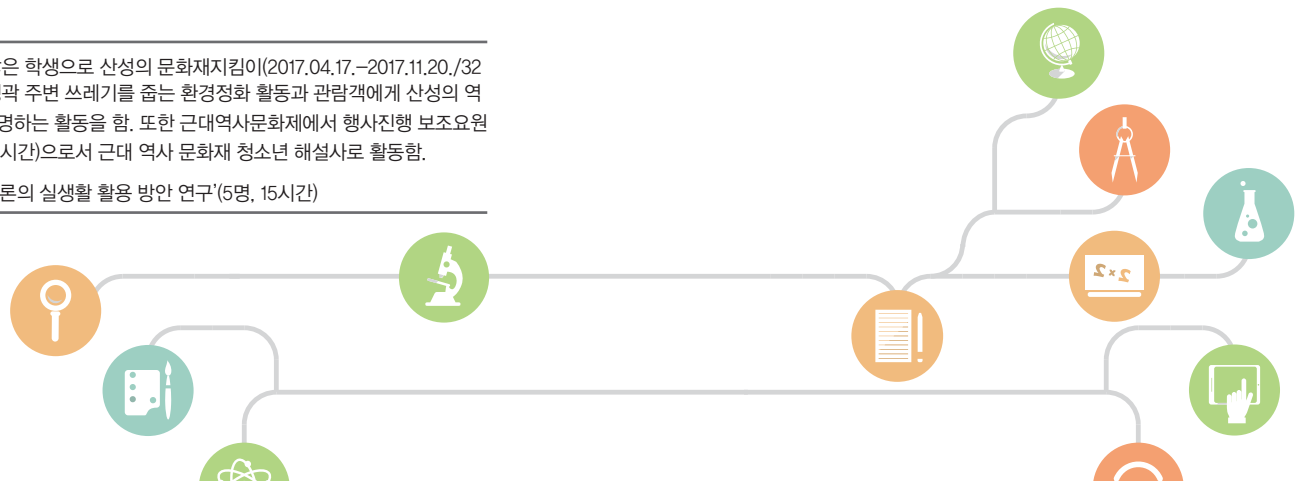 은 학생으로 산성의 문화재지킴이(2017.04.17.-2017.11.20./32
곽 주변 쓰레기를 줍는 환경정화 활동과 관람객에게 산성의 역
명하는 활동을 함. 또한 근대역사문화제에서 행사진행 보조요원
시간)으로서 근대 역사 문화재 청소년 해설사로 활동함.
론의 실생활 활용 방안 연구'(5명, 15시간)
2×2